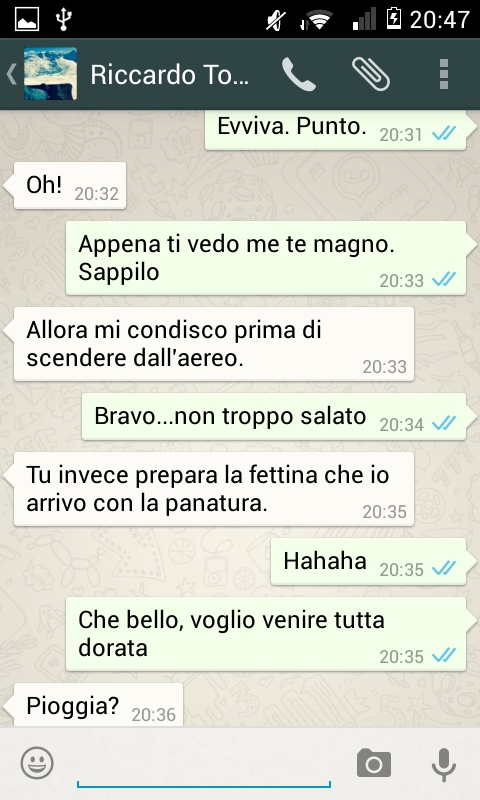 20:47
Riccardo To...
Evviva. Punto. 20:31
Oh! 20:32
Appena ti vedo me te magno.
Sappilo 20:33
Allora mi condisco prima di
scendere dall'aereo. 20:33
Bravo...non troppo salato 20:34
Tu invece prepara la fettina che io
arrivo con la panatura. 20:35
Hahaha 20:35
Che bello, voglio venire tutta
dorata 20:35
Pioggia? 20:36